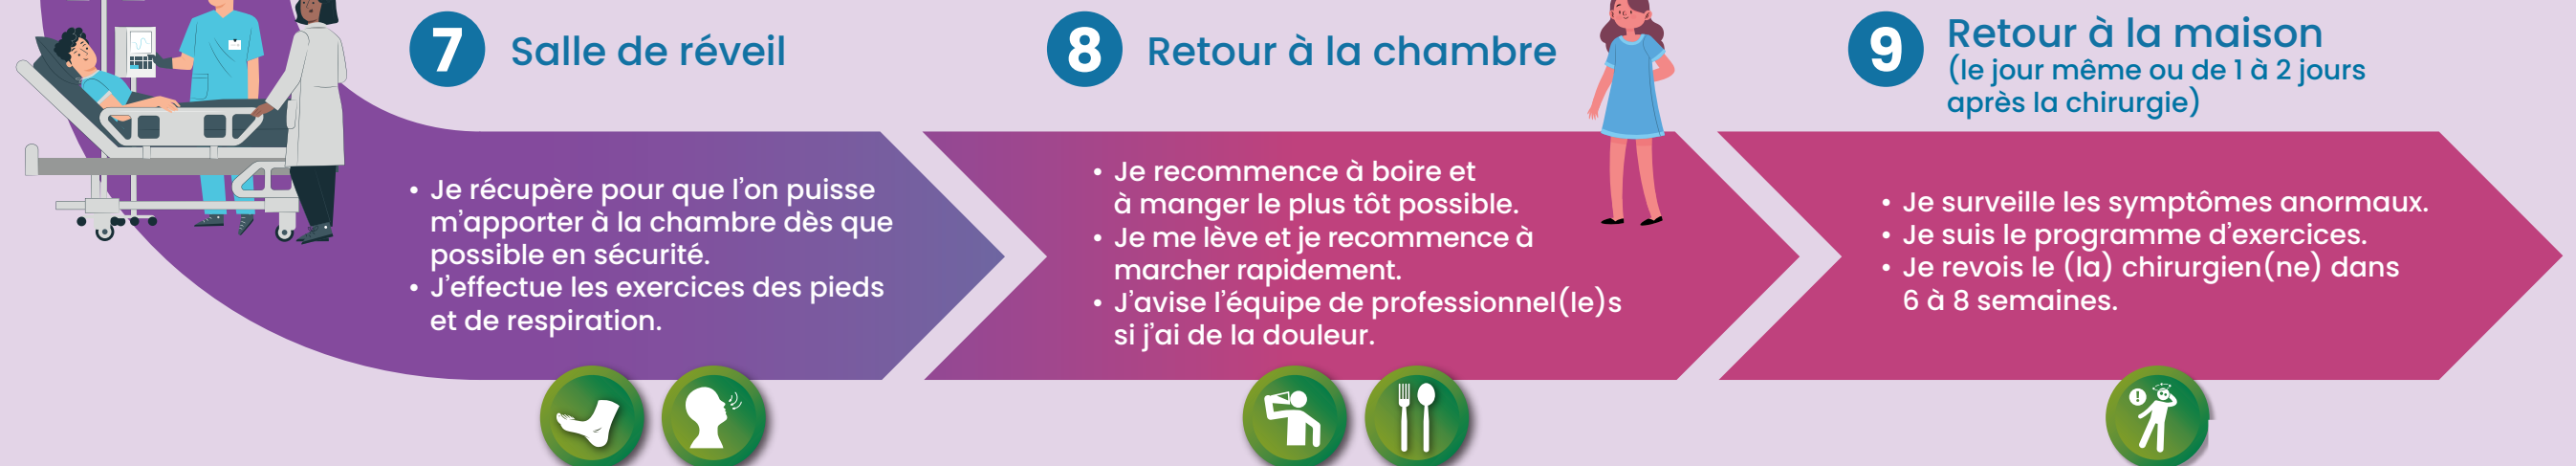 7
Salle de réveil
• Je récupère pour que l'on puisse
m'apporter à la chambre dès que
possible en sécurité.
• J'effectue les exercices des pieds
et de respiration.
8
Retour à la chambre
• Je recommence à boire et
à manger le plus tôt possible.
• Je me lève et je recommence à
marcher rapidement.
• J'avise l'équipe de professionnel(le)s
si j'ai de la douleur.
9
Retour à la maison
(le jour même ou de 1 à 2 jours
après la chirurgie)
• Je surveille les symptômes anormaux.
• Je suis le programme d'exercices.
• Je revois le (la) chirurgien(ne) dans
6 à 8 semaines.
!